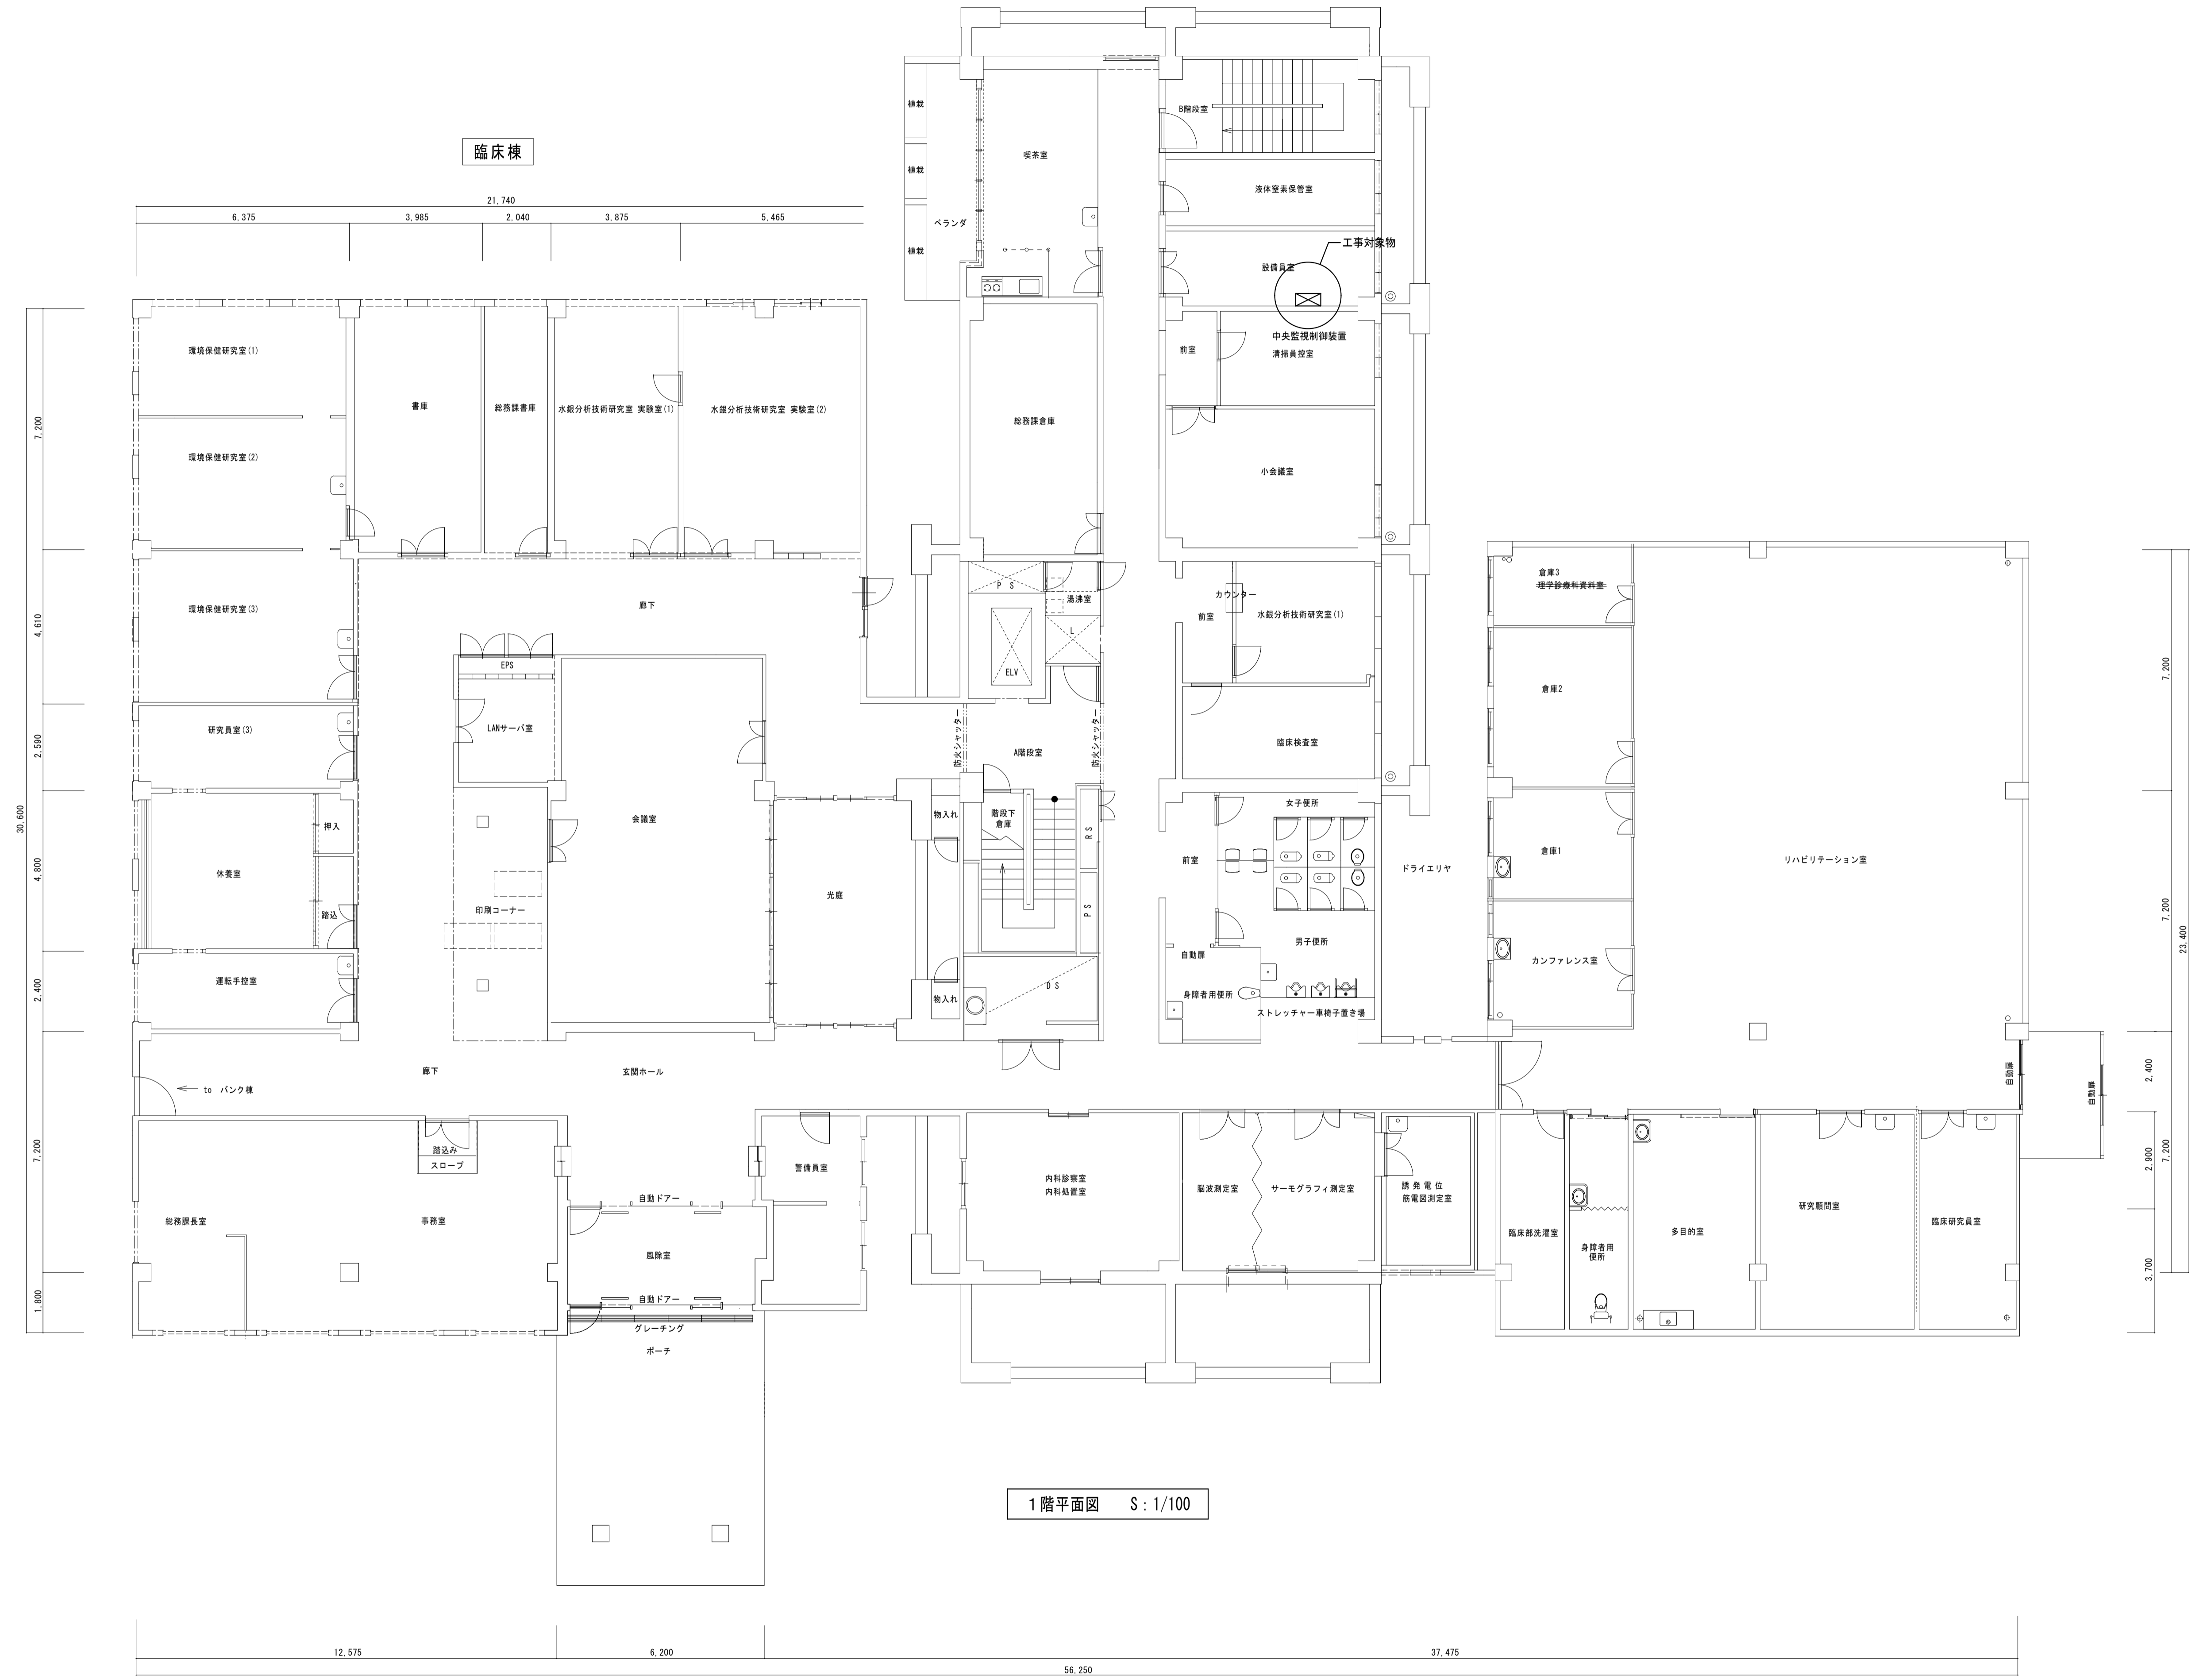 臨床棟
21,740
6,375
3,985
2,040
3,875
5,465
植栽
植栽
植栽
ベランダ
喫茶室
B階段室
液体窒素保管室
工事対象物
設備員室
中央監視制御装置
清掃員控室
前室
小会議室
総務課倉庫
環境保健研究室(1)
環境保健研究室(2)
環境保健研究室(3)
書庫
総務課書庫
水銀分析技術研究室 実験室(1)
水銀分析技術研究室 実験室(2)
30,600
7,200
4,610
2,590
4,800
2,400
7,200
1,800
廊下
P S
湯沸室
L
ELV
前室
カウンター
水銀分析技術研究室(1)
臨床検査室
倉庫3
理学診療科資料室
倉庫2
倉庫1
カンファレンス室
リハビリテーション室
7,200
7,200
23,400
2,400
2,900
7,200
3,700
EPS
LANサーバ室
研究員室(3)
防火シャッター
A階段室
防火シャッター
押入
休養室
踏込
運転手控室
印刷コーナー
会議室
光庭
物入れ
物入れ
階段下
倉庫
R S
P S
D S
女子便所
前室
男子便所
自動扉
身障者用便所
ストレッチャー車椅子置き場
ドライエリヤ
to バンク棟
廊下
玄関ホール
自動扉
自動扉
踏込み
スロープ
総務課長室
事務室
自動ドアー
風除室
自動ドアー
グレーチング
ポーチ
警備員室
内科診察室
内科処置室
脳波測定室
サーモグラフィ測定室
誘発電位
筋電図測定室
臨床部洗濯室
身障者用
便所
多目的室
研究顧問室
臨床研究員室
1階平面図 S:1/100
12,575
6,200
37,475
56,250